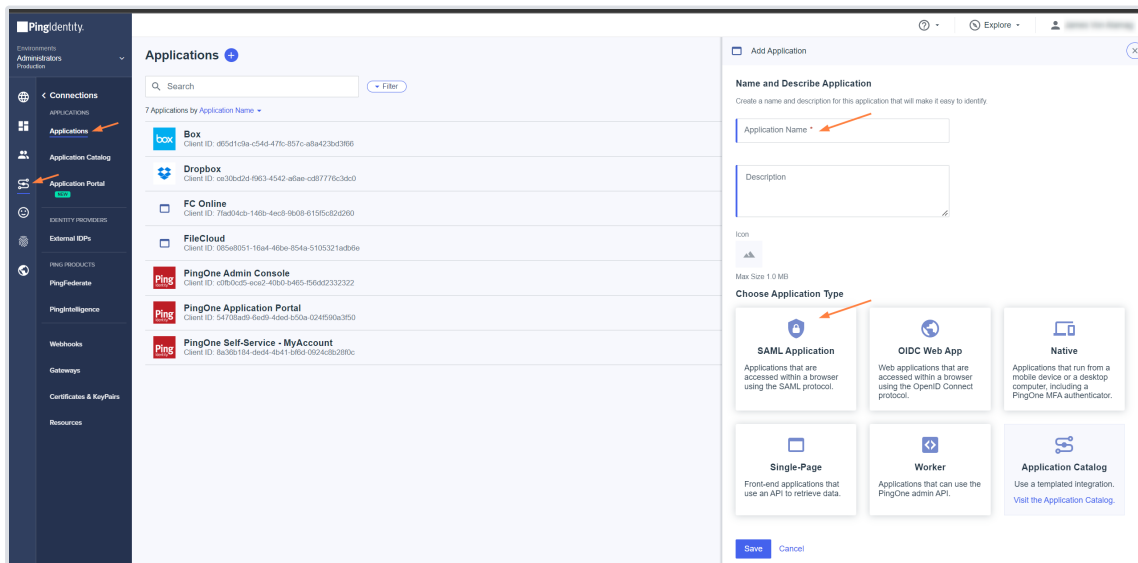 PingIdentity.
Explore
Environments
Administrators
Production
Connections
APPLICATIONS
Applications
Application Catalog
Application Portal
NEW
IDENTITY PROVIDERS
External IDPs
PING PRODUCTS
PingFederate
PingIntelligence
Webhooks
Gateways
Certificates & KeyPairs
Resources
Applications
Search
Filter
7 Applications by Application Name
box
Box
Client ID: d65d1c9a-c54d-47fc-857c-a8a423bd3f66
Dropbox
Client ID: ce30bd2d-f963-4542-a6ae-cd87776c3dc0
FC Online
Client ID: 7fad04cb-146b-4ec8-9b08-615f5c82d260
FileCloud
Client ID: 085e8051-16a4-46be-854a-5105321adb6e
Ping
Identity
PingOne Admin Console
Client ID: c0fb0cd5-ece2-40b0-b465-f56dd2332322
Ping
Identity
PingOne Application Portal
Client ID: 54708ad9-6ed9-4ded-b50a-024f590a3f50
Ping
Identity
PingOne Self-Service - MyAccount
Client ID: 8a36b184-ded4-4b41-bf6d-0924c8b28f0c
Add Application
Name and Describe Application
Create a name and description for this application that will make it easy to identify.
Application Name *
Description
Icon
Max Size 1.0 MB
Choose Application Type
SAML Application
Applications that are
accessed within a browser
using the SAML protocol.
OIDC Web App
Web applications that are
accessed within a browser
using the OpenID Connect
protocol.
Native
Applications that run from a
mobile device or a desktop
computer, including a
PingOne MFA authenticator.
Single-Page
Front-end applications that
use an API to retrieve data.
Worker
Applications that can use the
PingOne admin API.
Application Catalog
Use a templated integration.
Visit the Application Catalog.
Save
Cancel